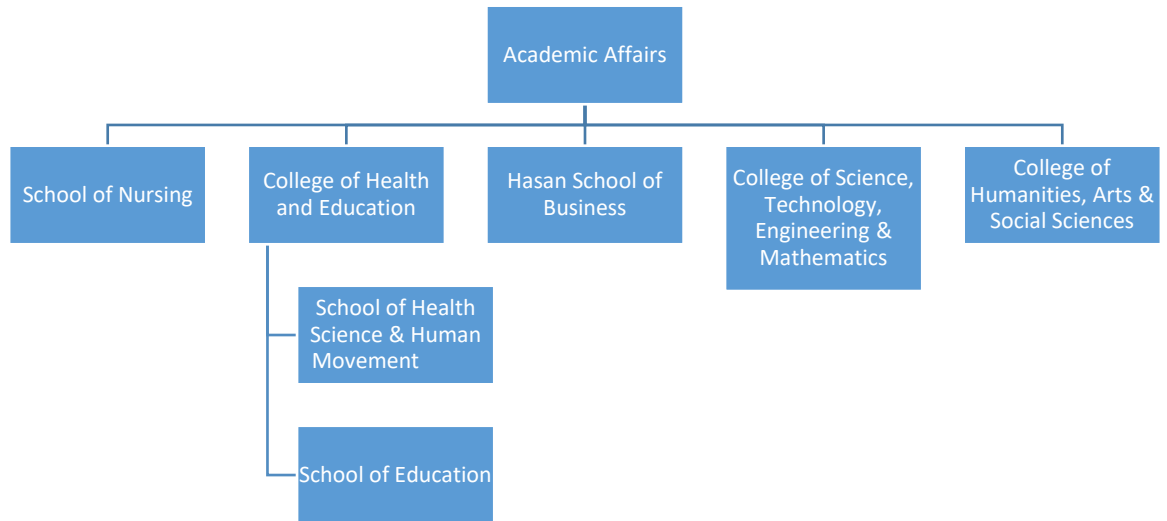 Academic Affairs
School of Nursing
College of Health
and Education
Hasan School of
Business
College of Science,
Technology,
Engineering &
Mathematics
College of
Humanities, Arts &
Social Sciences
School of Health
Science & Human
Movement
School of Education